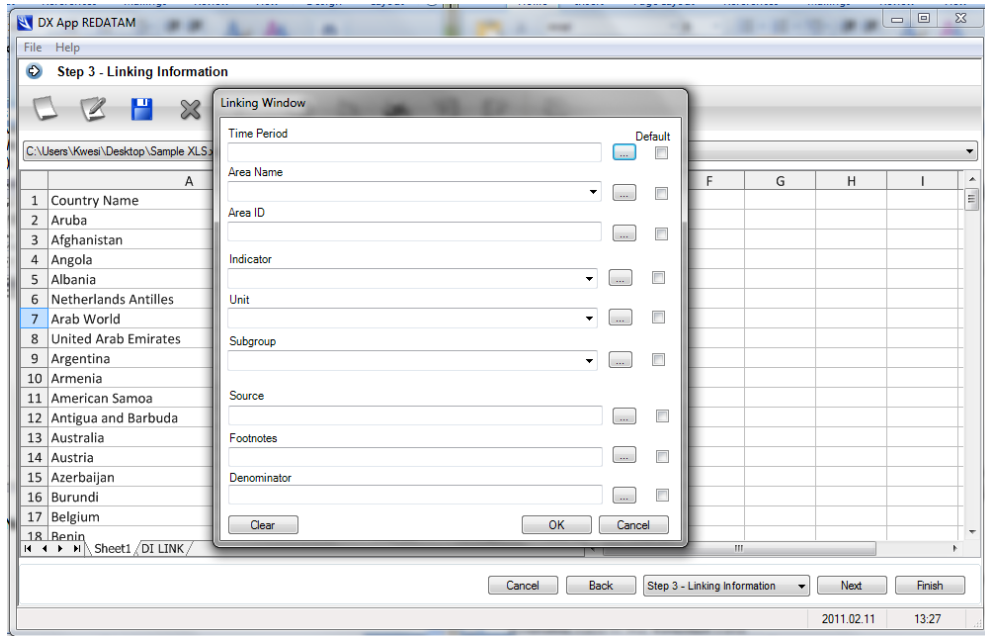 DX App REDATAM
File Help
Step 3 - Linking Information
C:\Users\Kwesi\Desktop\Sample XLS.
Linking Window
Time Period
Default
...
Area Name
...
Area ID
...
Indicator
...
Unit
...
Subgroup
...
Source
...
Footnotes
...
Denominator
...
Clear OK Cancel
A F G H I
1 Country Name
2 Aruba
3 Afghanistan
4 Angola
5 Albania
6 Netherlands Antilles
7 Arab World
8 United Arab Emirates
9 Argentina
10 Armenia
11 American Samoa
12 Antigua and Barbuda
13 Australia
14 Austria
15 Azerbaijan
16 Burundi
17 Belgium
18 Benin
Sheet1 DI LINK
Cancel Back Step 3 - Linking Information Next Finish
2011.02.11 13:27